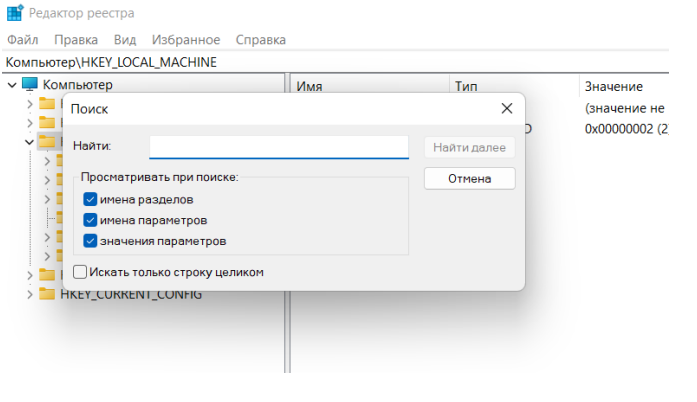 Редактор реестра
Файл Правка Вид Избранное Справка
Компьютер\HKEY_LOCAL_MACHINE
Компьютер
Имя Тип Значение
(значение не
0x00000002 (2)
Поиск
Найти:
Найти далее
Просматривать при поиске:
Отмена
имена разделов
имена параметров
значения параметров
Искать только строку целиком
HKEY_CURRENT_CONFIG